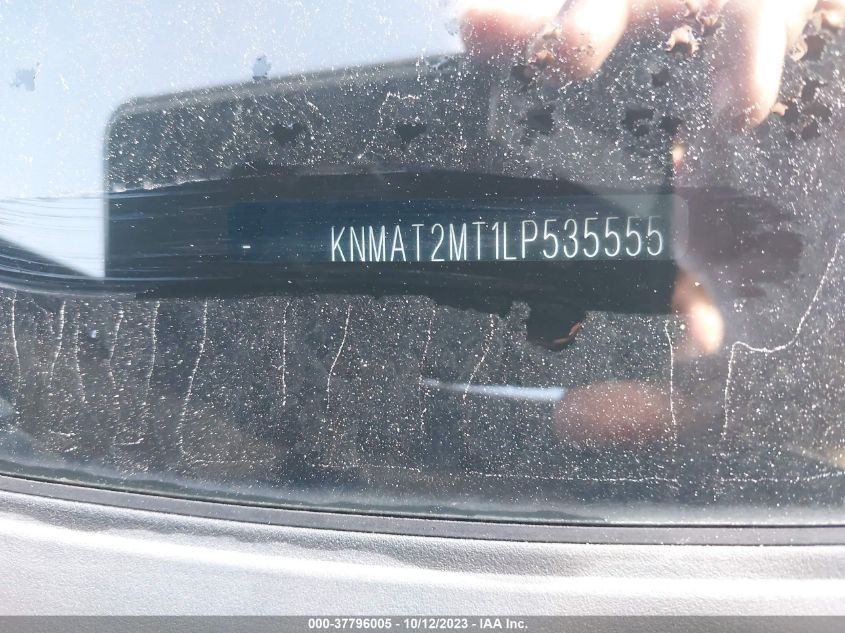 - KNMAT2MT1LP535555
000-37796005 - 10/12/2023 - IAA Inc.